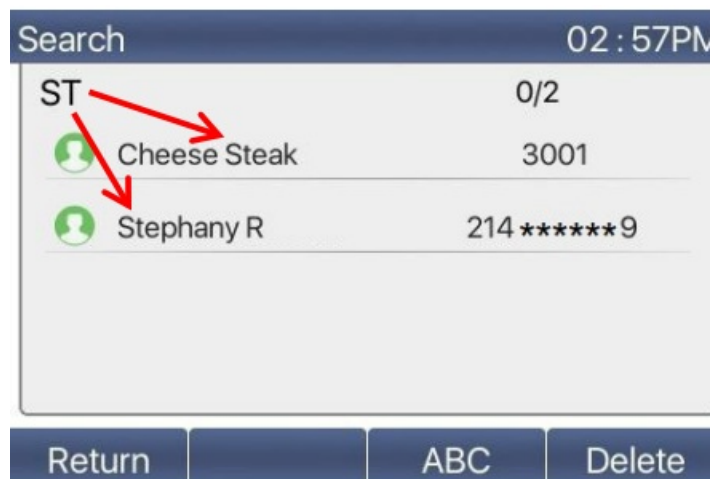 Search 02:57PM
ST 0/2
Cheese Steak 3001
Stephany R 214******9
Return ABC Delete